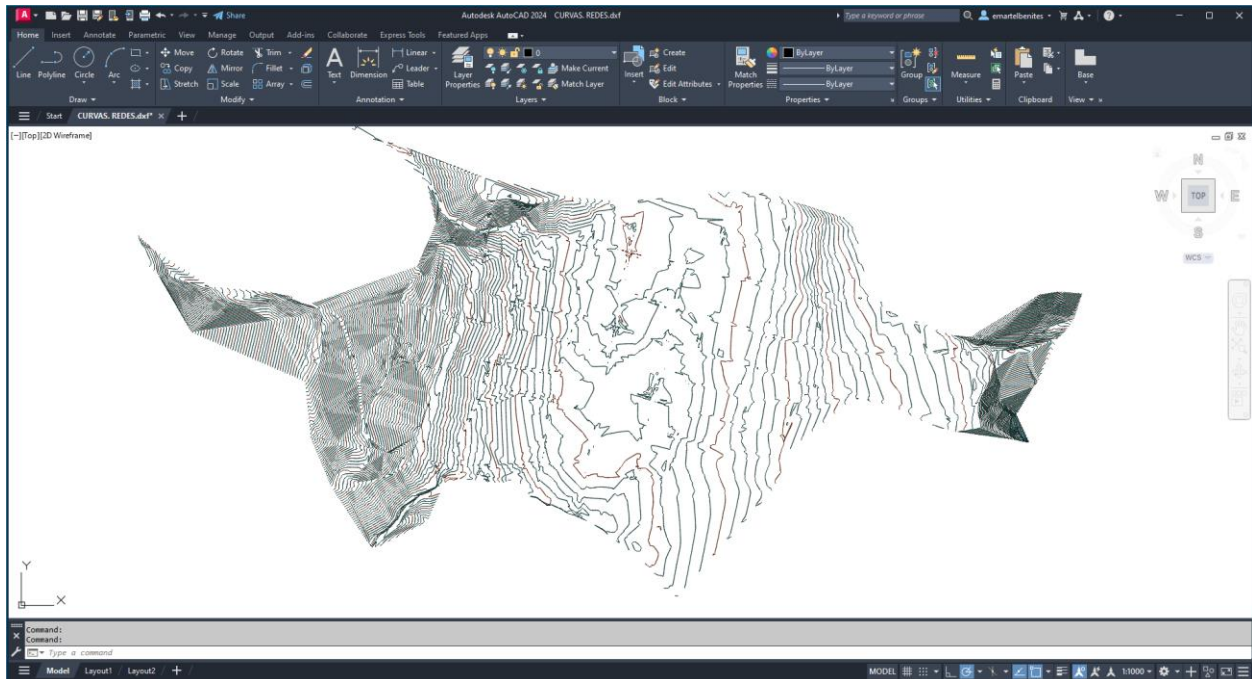 A Share Autodesk AutoCAD 2024 CURVAS. REDES.dxf Type a keyword or phrase emartelbenites
Home Insert Annotate Parametric View Manage Output Add-ins Collaborate Express Tools Featured Apps
Line Polyline Circle Arc
Move Rotate Trim
Copy Mirror Fillet
Stretch Scale Array
Text Dimension
Linear
Leader
Table
Layer Properties
0
Make Current
Match Layer
Insert
Create
Edit
Edit Attributes
Match Properties
ByLayer
ByLayer
ByLayer
Group
Measure
Paste
Base
Draw Modify Annotation Layers Block Properties Groups Utilities Clipboard View
Start CURVAS. REDES.dxf*
[−][Top][2D Wireframe]
N
W TOP E
S
WCS
Y
X
Command:
Command:
Type a command
Model Layout1 Layout2
MODEL 1:1000